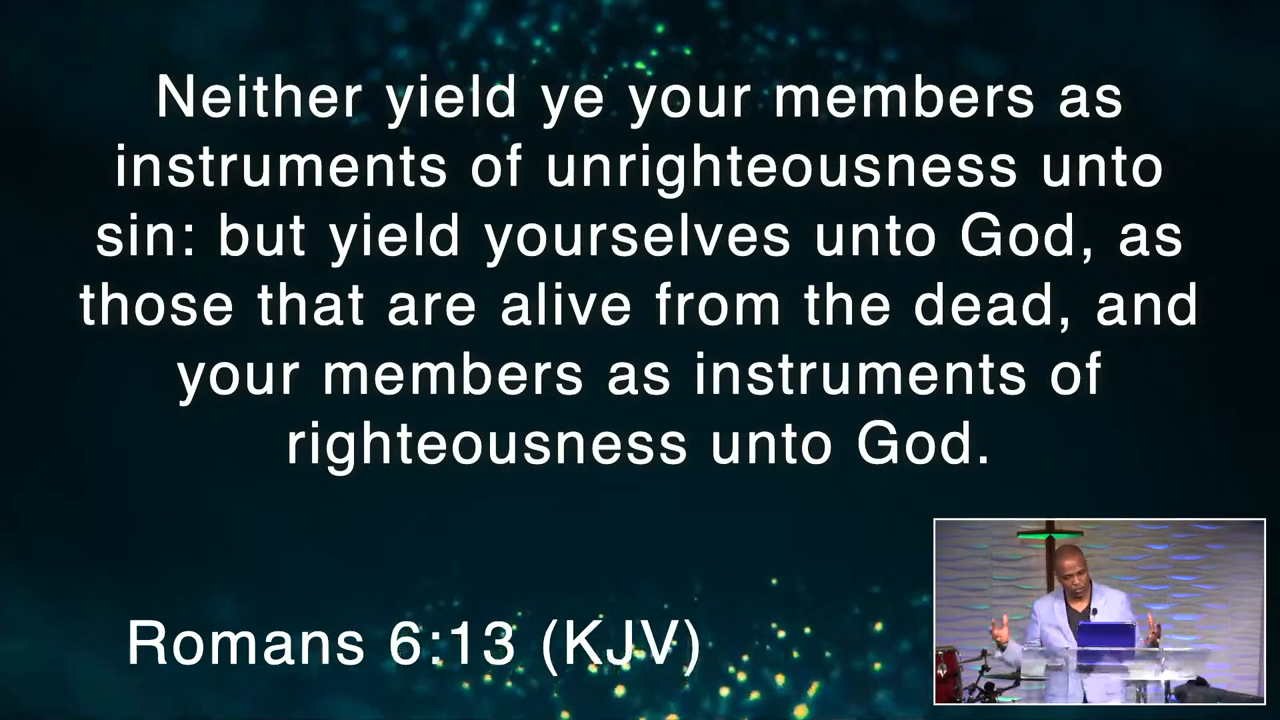 Neither yield ye your members as
instruments of unrighteousness unto
sin: but yield yourselves unto God, as
those that are alive from the dead, and
your members as instruments of
righteousness unto God.
Romans 6:13 (KJV)